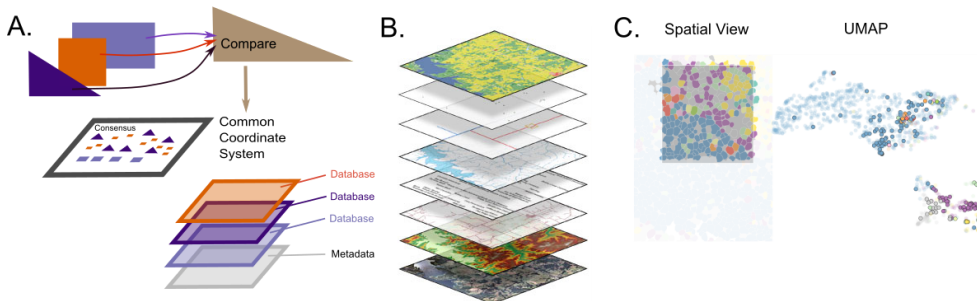 A.
Compare
Consensus
Common
Coordinate
System
Database
Database
Database
Metadata
B.
C.
Spatial View
UMAP